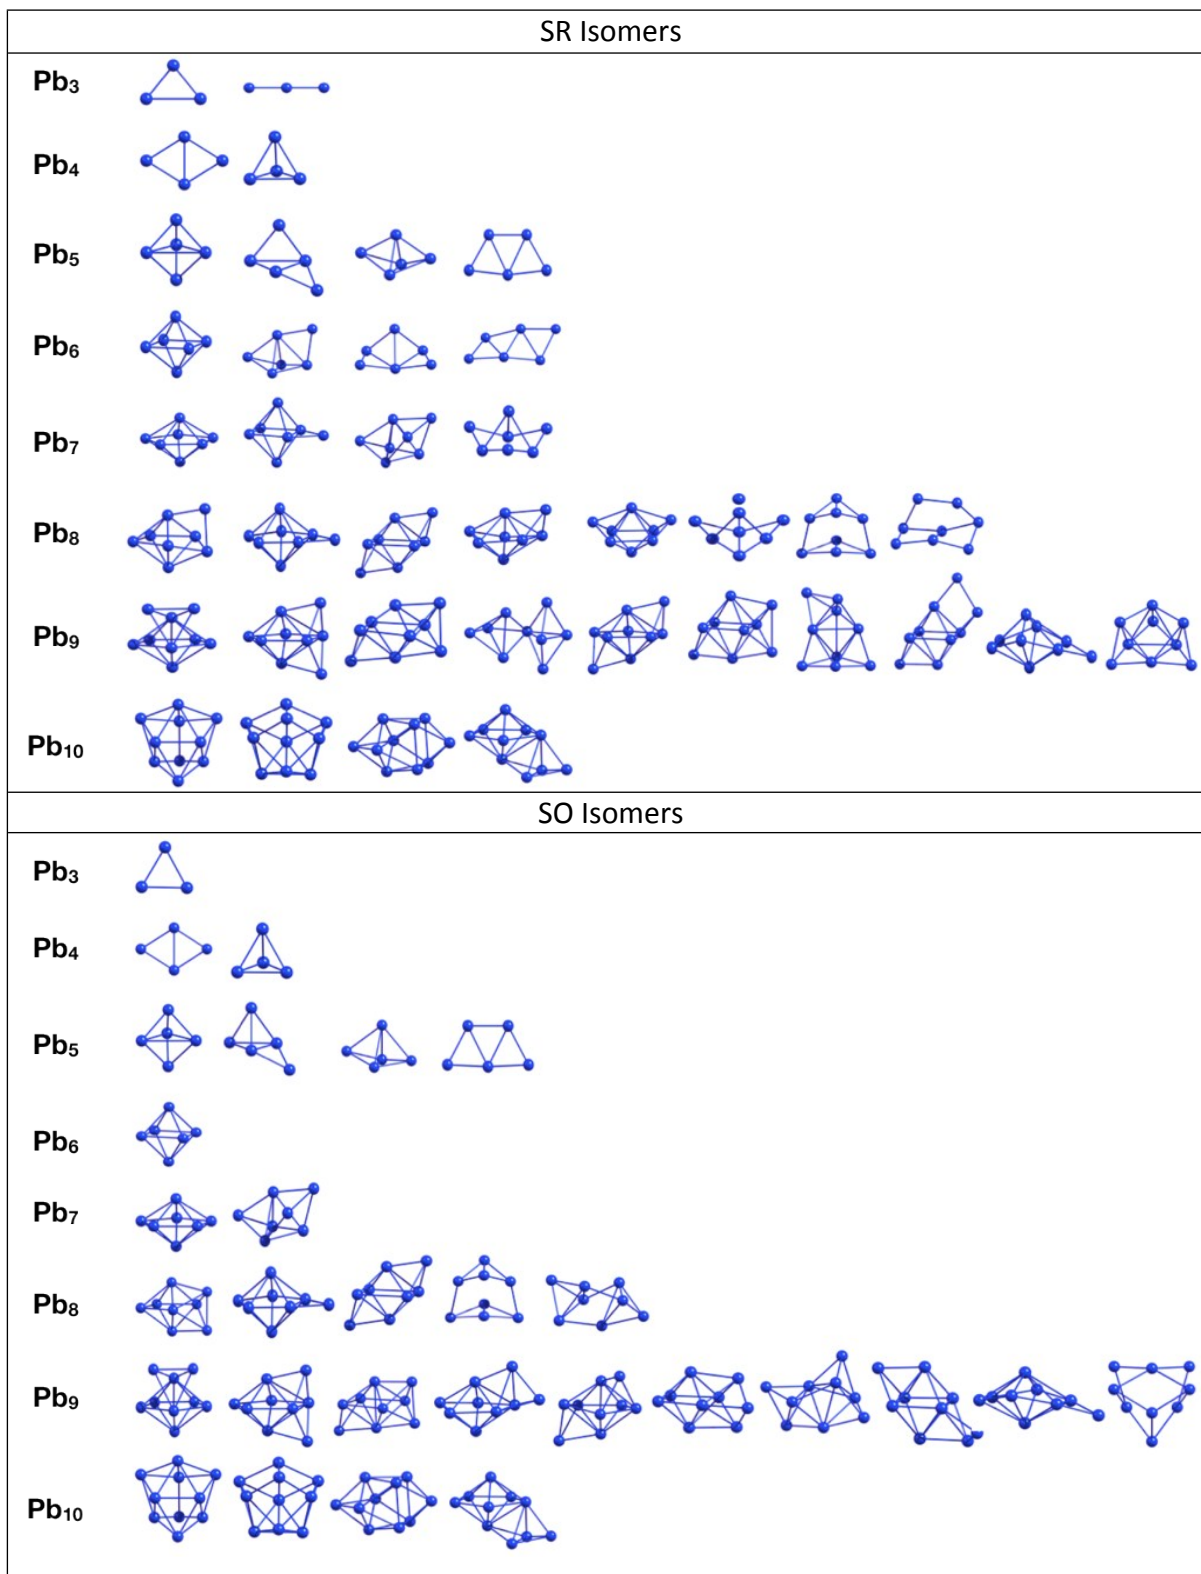 SR Isomers
Pb₃
Pb₄
Pb₅
Pb₆
Pb₇
Pb₈
Pb₉
Pb₁₀
SO Isomers
Pb₃
Pb₄
Pb₅
Pb₆
Pb₇
Pb₈
Pb₉
Pb₁₀